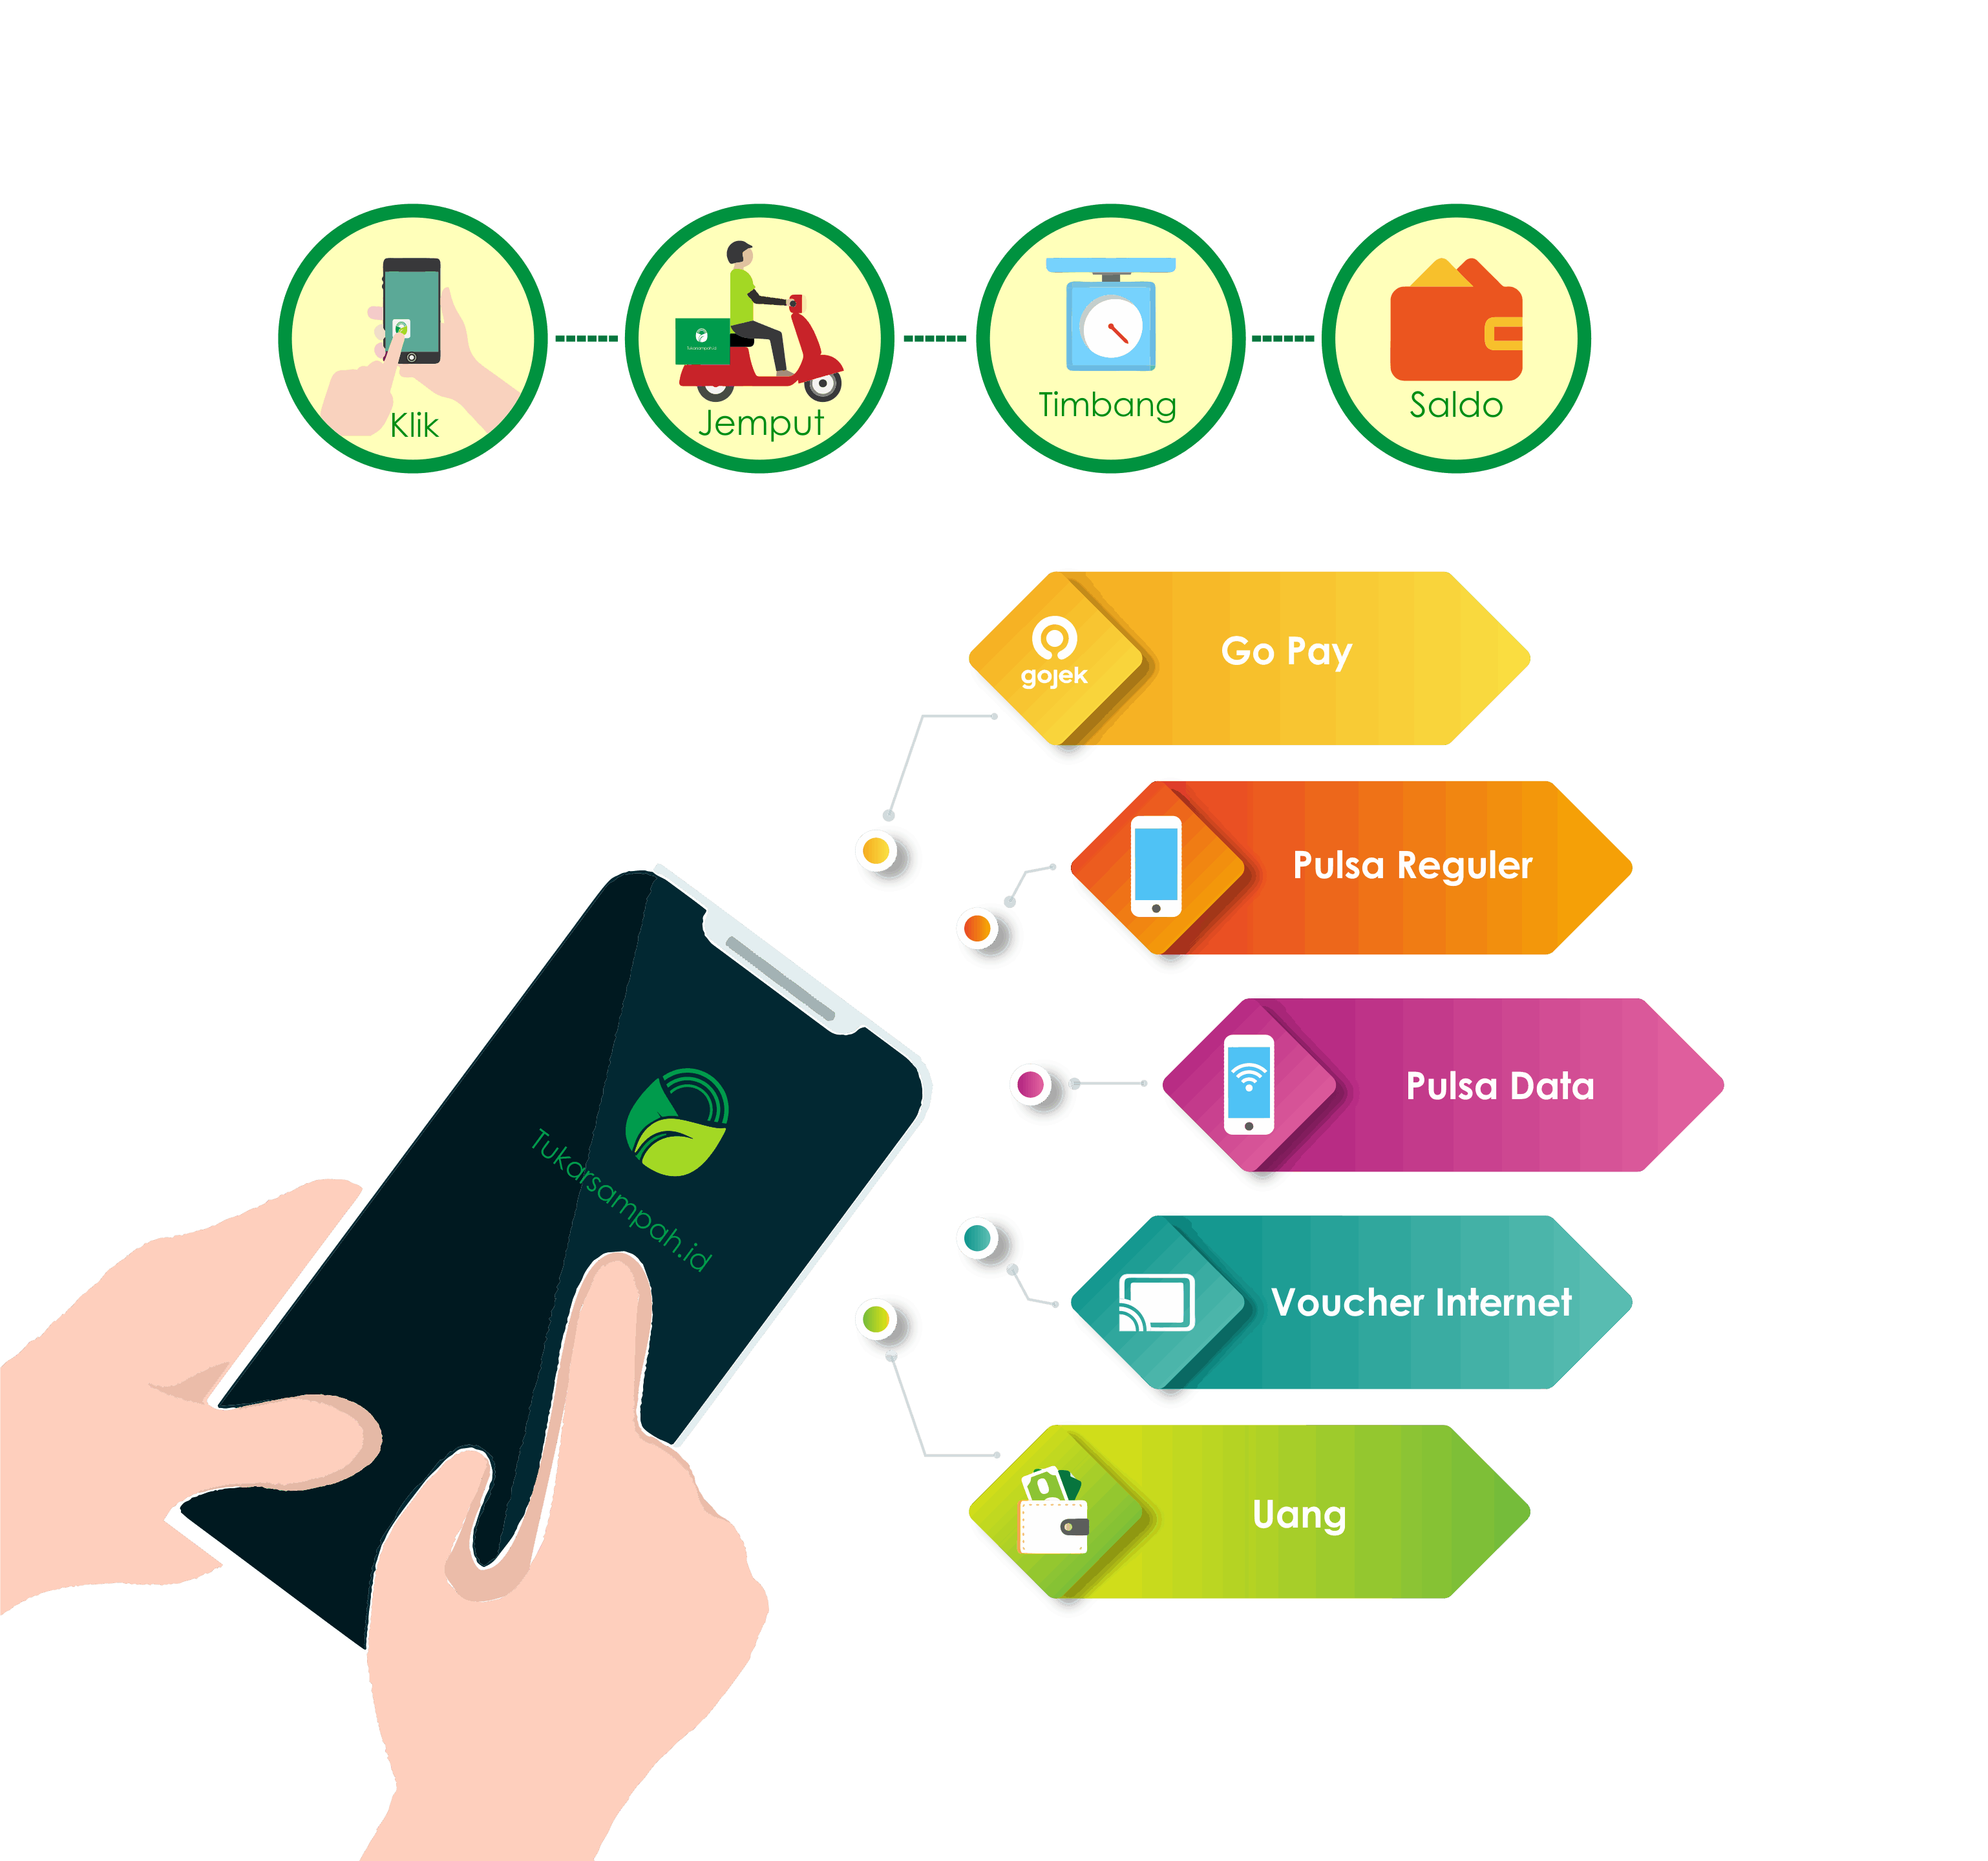 Klik
Jemput
Timbang
Saldo
gojek
Go Pay
Pulsa Reguler
Pulsa Data
Tukarsampah.id
Voucher Internet
Uang